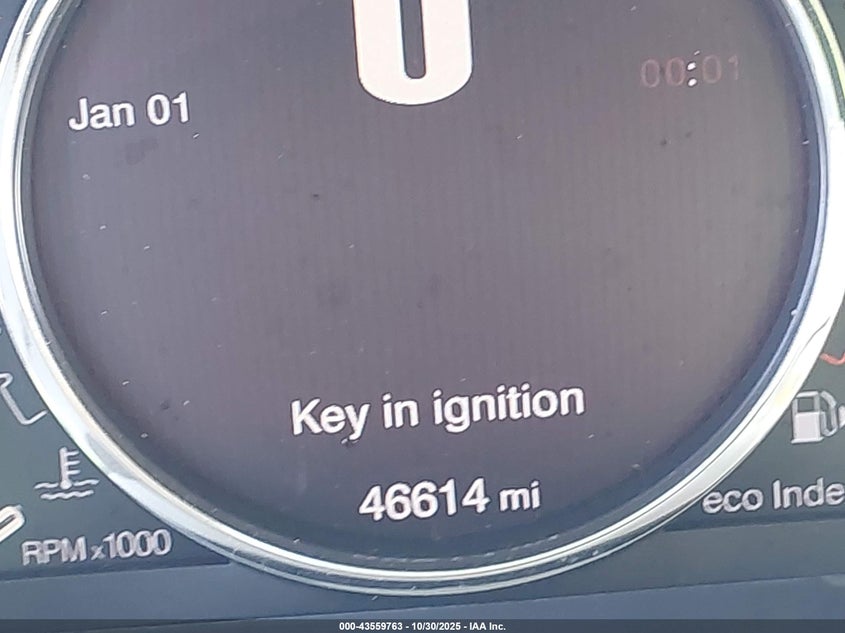 0
Jan 01 00:01
Key in ignition
46614 mi
eco Inde
RPM x1000
000-43559763 - 10/30/2025 - IAA Inc.